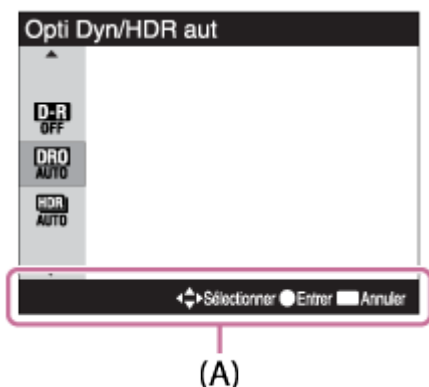 Opti Dyn/HDR aut
D-R
OFF
DRO
AUTO
HDR
AUTO
Sélectionner Entrer Annuler
(A)